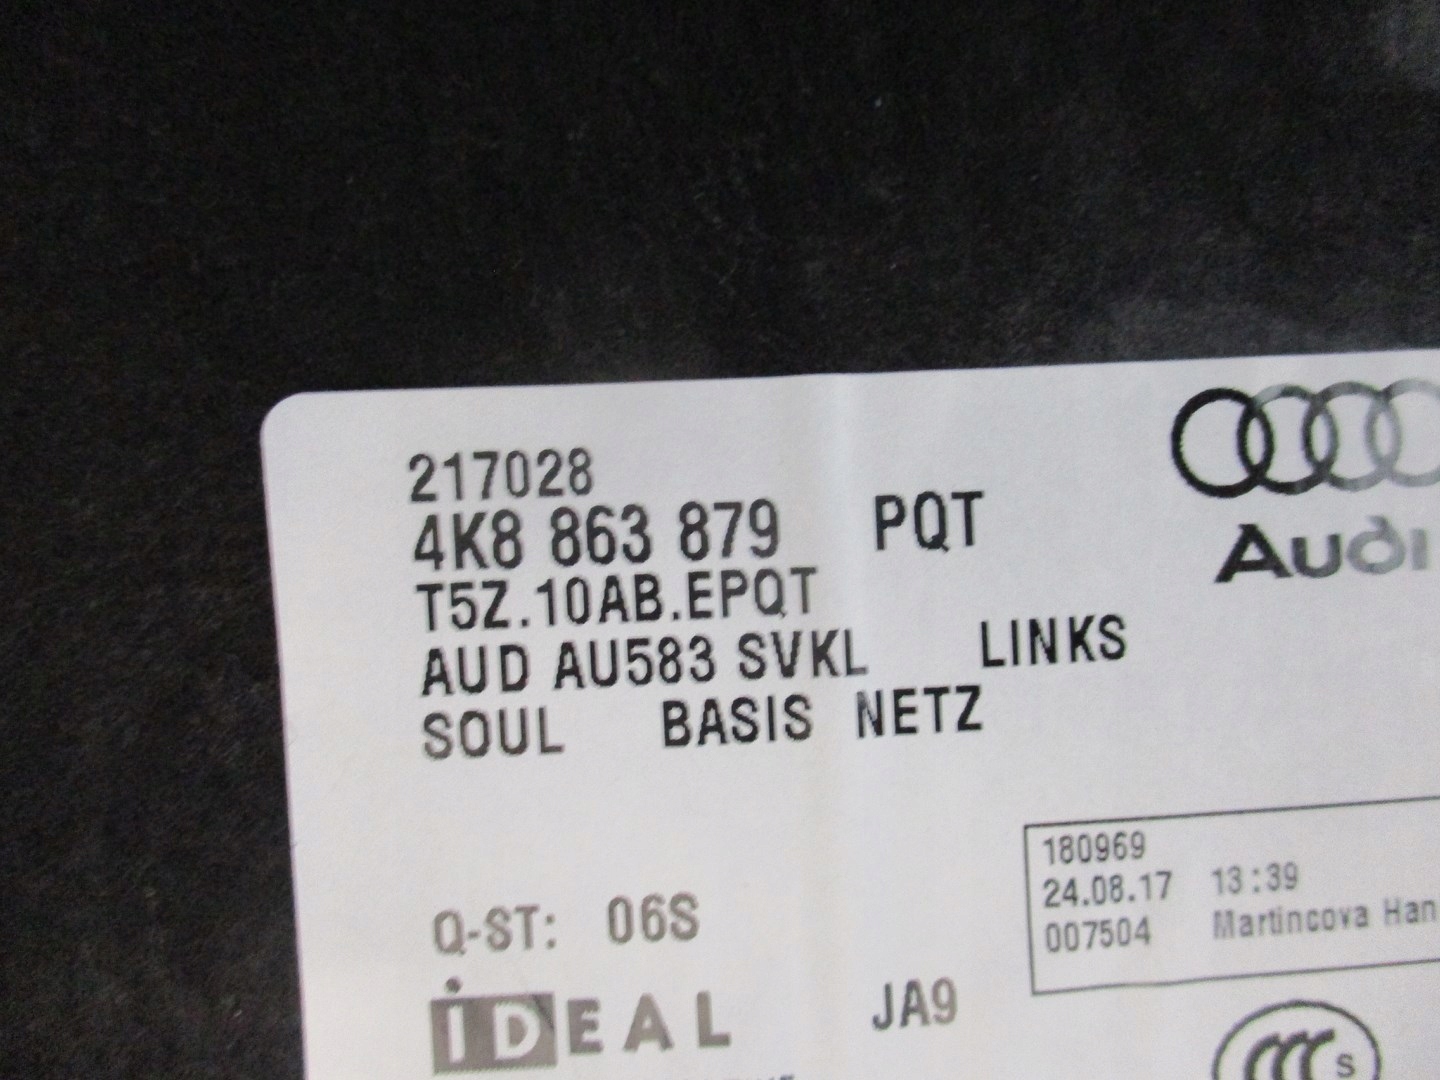 217028
4K8 863 879 PQT
Audi
T5Z.10AB.EPQT
AUD AU583 SVKL LINKS
SOUL BASIS NETZ
180969
24.08.17 13:39
007504 Martincova Han
Q-ST: 06S
iDEAL JA9
CCC S